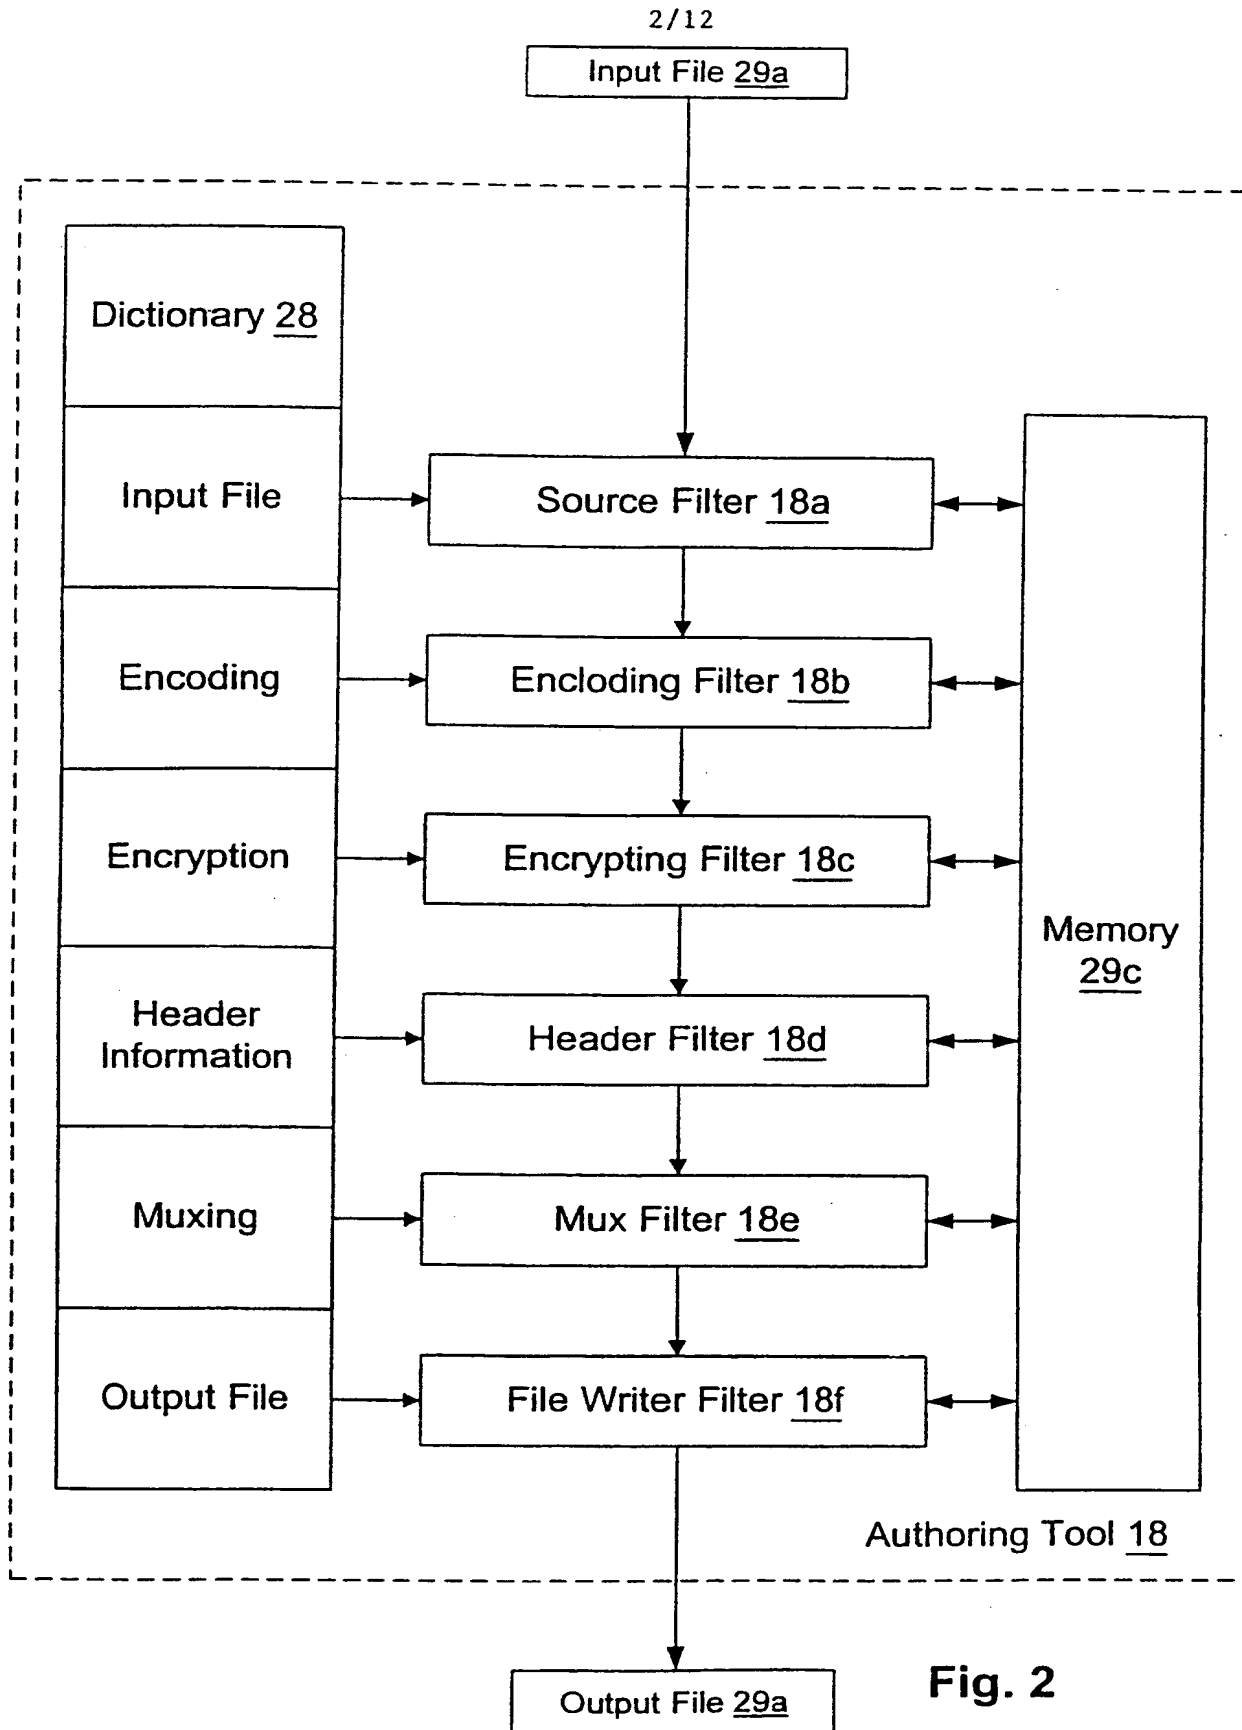 2/12
Input File 29a
Dictionary 28
Input File
Source Filter 18a
Encoding
Encloding Filter 18b
Encryption
Encrypting Filter 18c
Memory
29c
Header
Information
Header Filter 18d
Muxing
Mux Filter 18e
Output File
File Writer Filter 18f
Authoring Tool 18
Output File 29a
Fig. 2